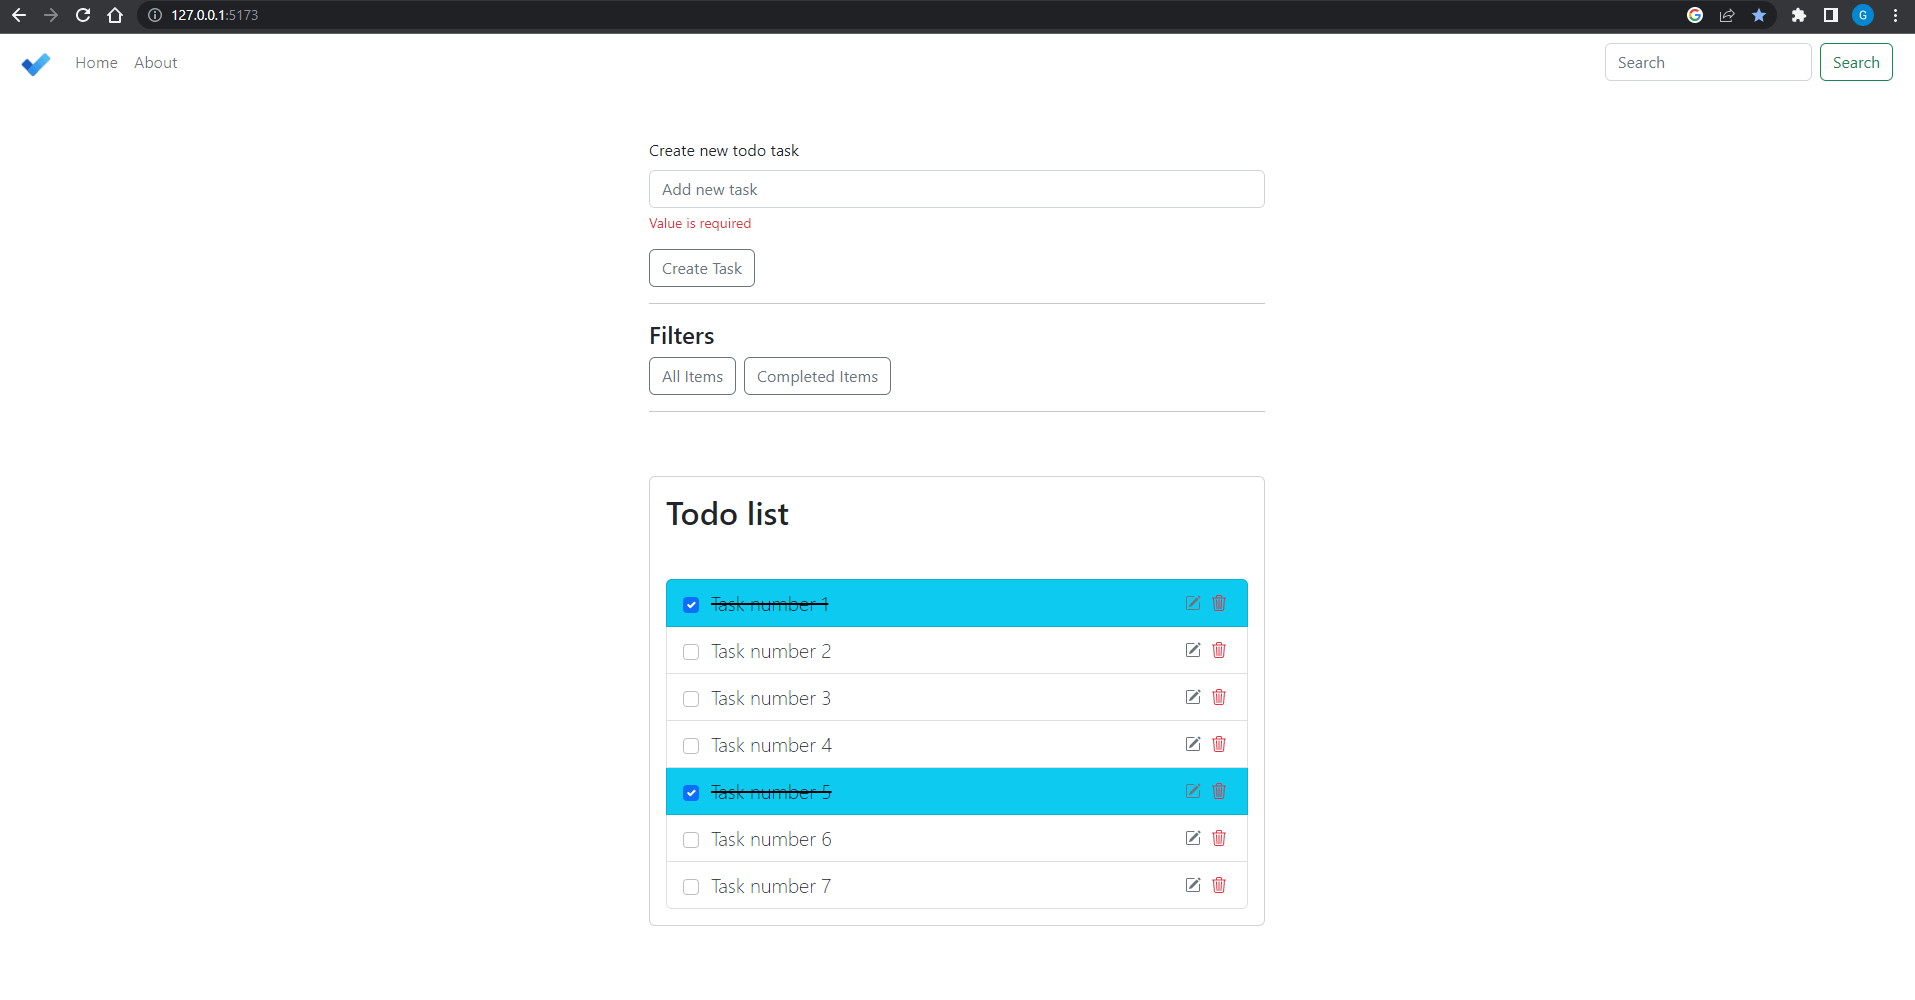 127.0.0.1:5173
G
Home About Search Search
Create new todo task
Add new task
Value is required
Create Task
Filters
All Items Completed Items
Todo list
Task number 1
Task number 2
Task number 3
Task number 4
Task number 5
Task number 6
Task number 7